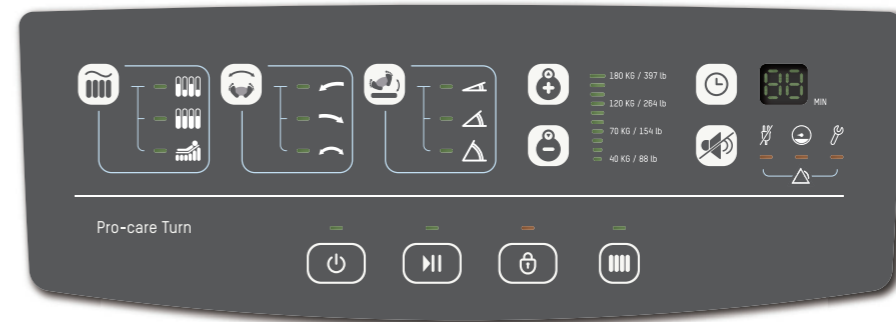 180 KG / 397 lb
120 KG / 264 lb
70 KG / 154 lb
40 KG / 88 lb
88
MIN
Pro-care Turn